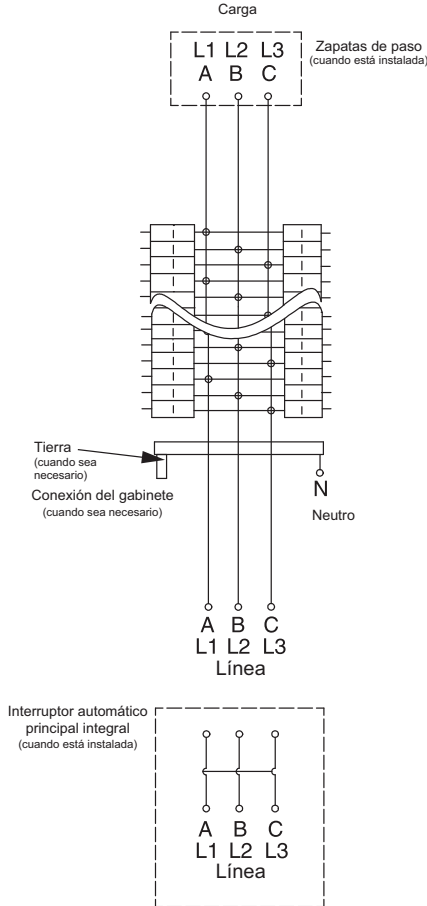 Carga
L1 L2 L3
A B C
Zapatas de paso
(cuando está instalada)
Tierra
(cuando sea
necesario)
Conexión del gabinete
(cuando sea necesario)
N
Neutro
A B C
L1 L2 L3
Línea
Interruptor automático
principal integral
(cuando está instalada)
A B C
L1 L2 L3
Línea